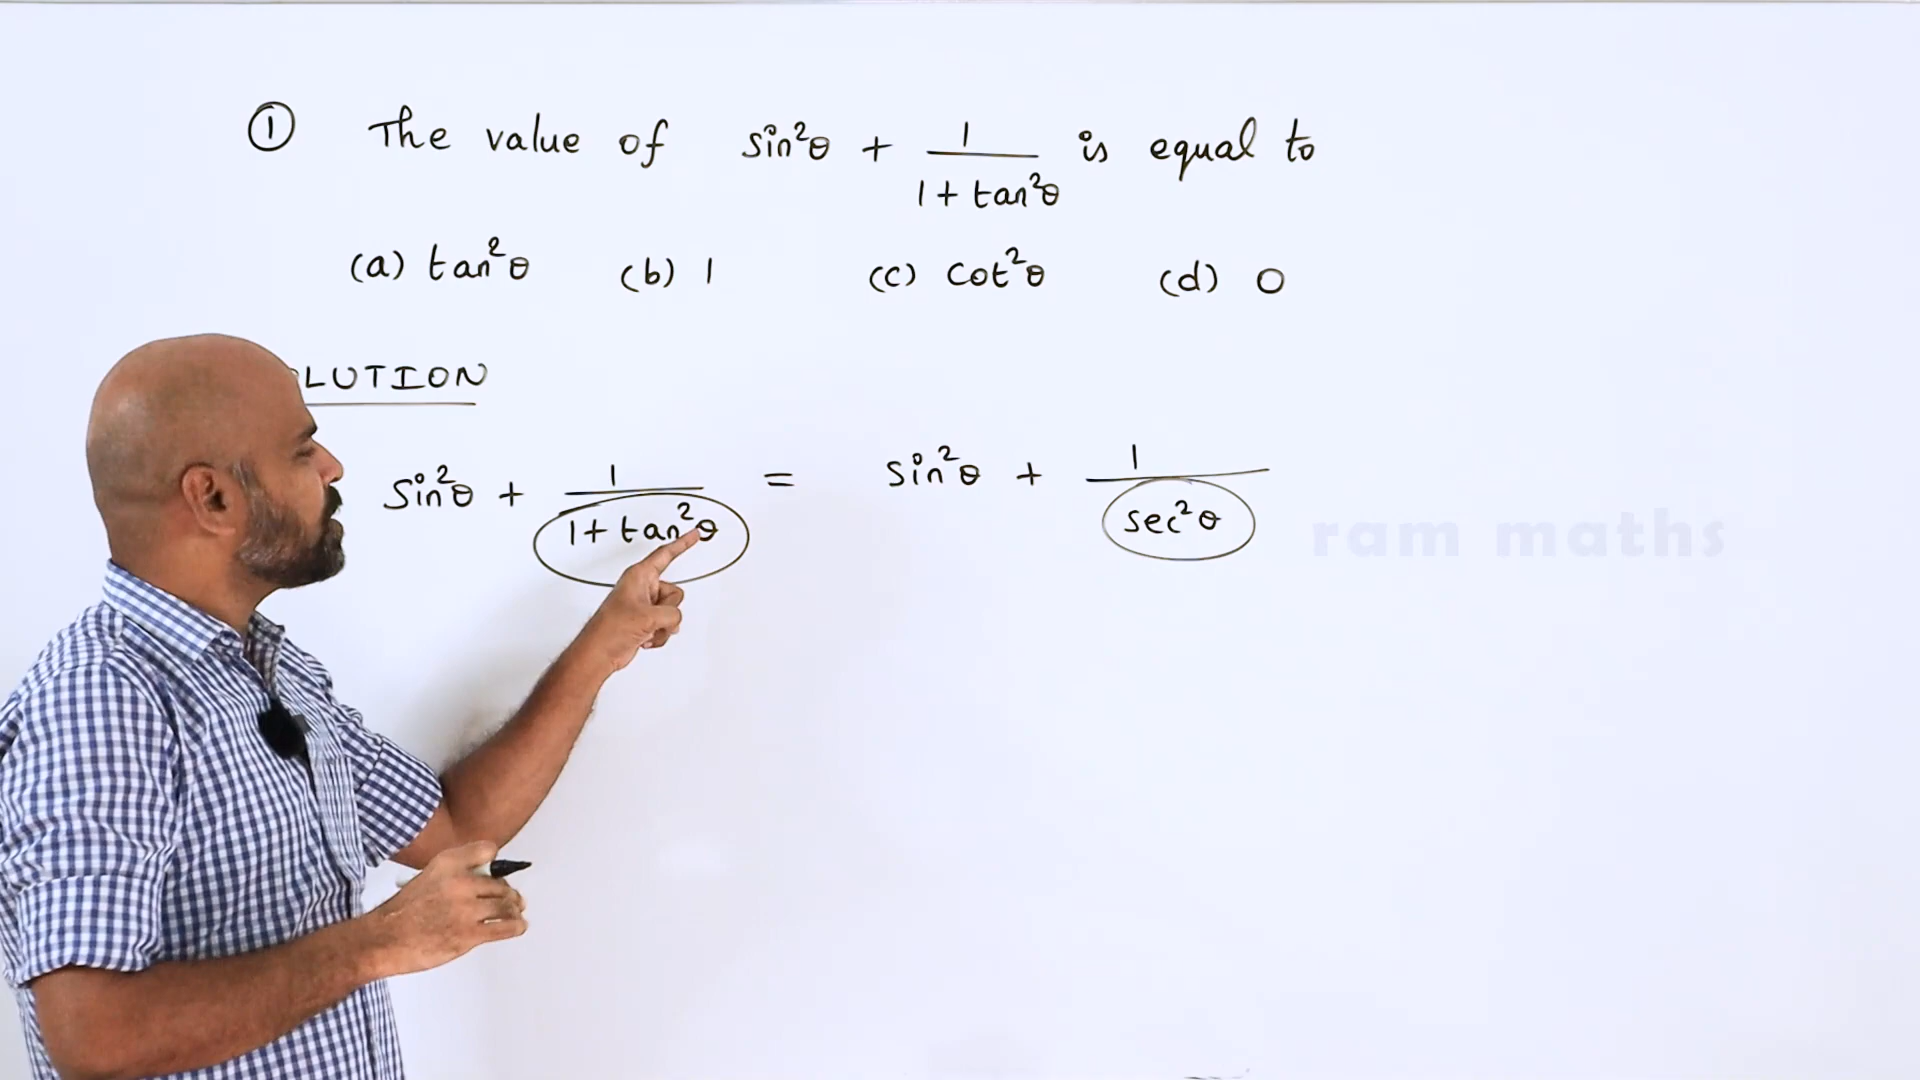 ① The value of sin²θ + 1/(1 + tan²θ) is equal to
(a) tan²θ (b) 1 (c) cot²θ (d) 0
OLUTION
sin²θ + 1/(1 + tan²θ) = sin²θ + 1/sec²θ
ram maths